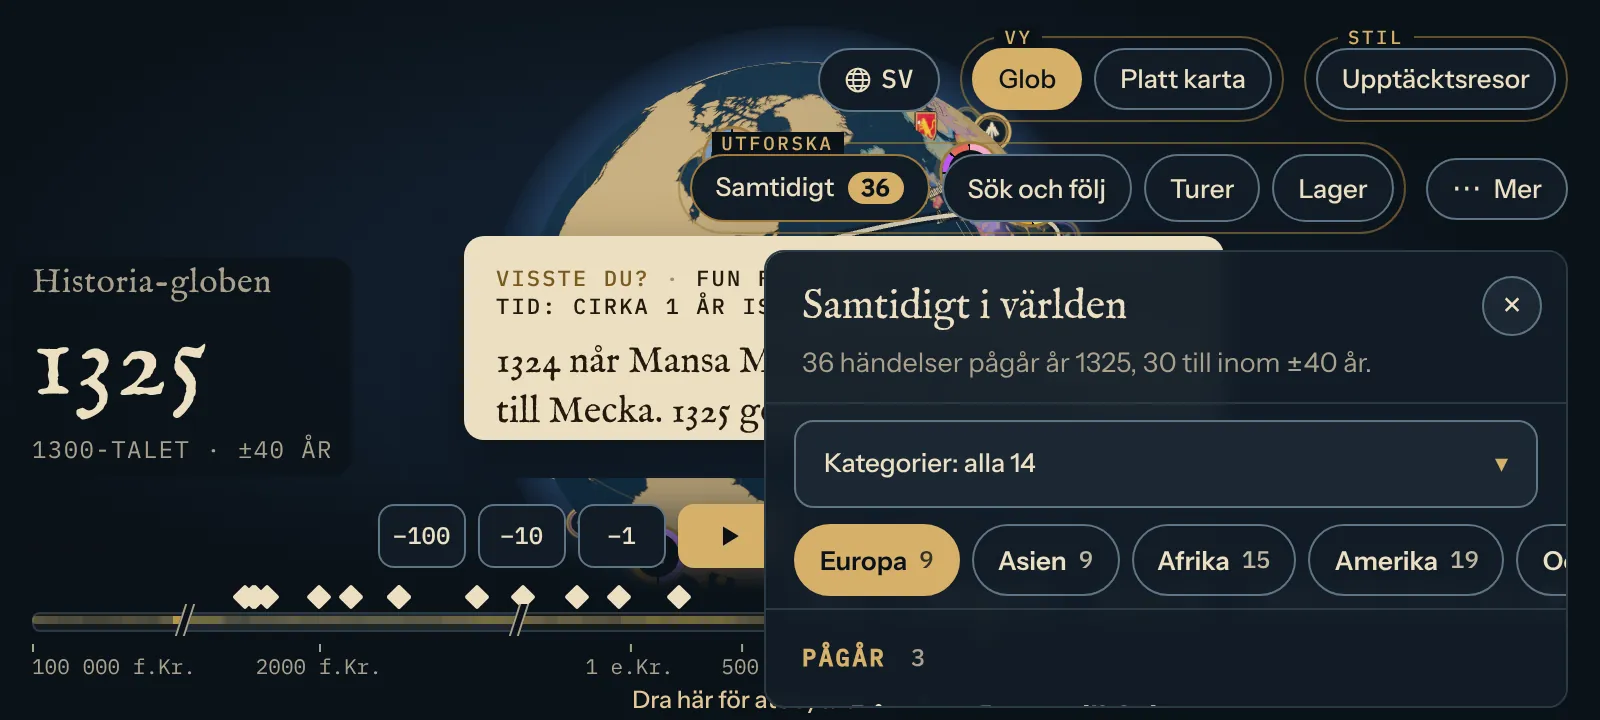 VY
STIL
SV
Glob
Platt karta
Upptäcktsresor
UTFORSKA
Samtidigt 36
Sök och följ
Turer
Lager
··· Mer
Historia-globen
1325
1300-TALET · ±40 ÅR
VISSTE DU? · FUN
TID: CIRKA 1 ÅR
1324 når Mansa
till Mecka. 1325
Samtidigt i världen
×
36 händelser pågår år 1325, 30 till inom ±40 år.
Kategorier: alla 14 ▼
Europa 9
Asien 9
Afrika 15
Amerika 19
PÅGÅR 3
−100
−10
−1
100 000 f.Kr.
2000 f.Kr.
1 e.Kr.
500
Dra här för